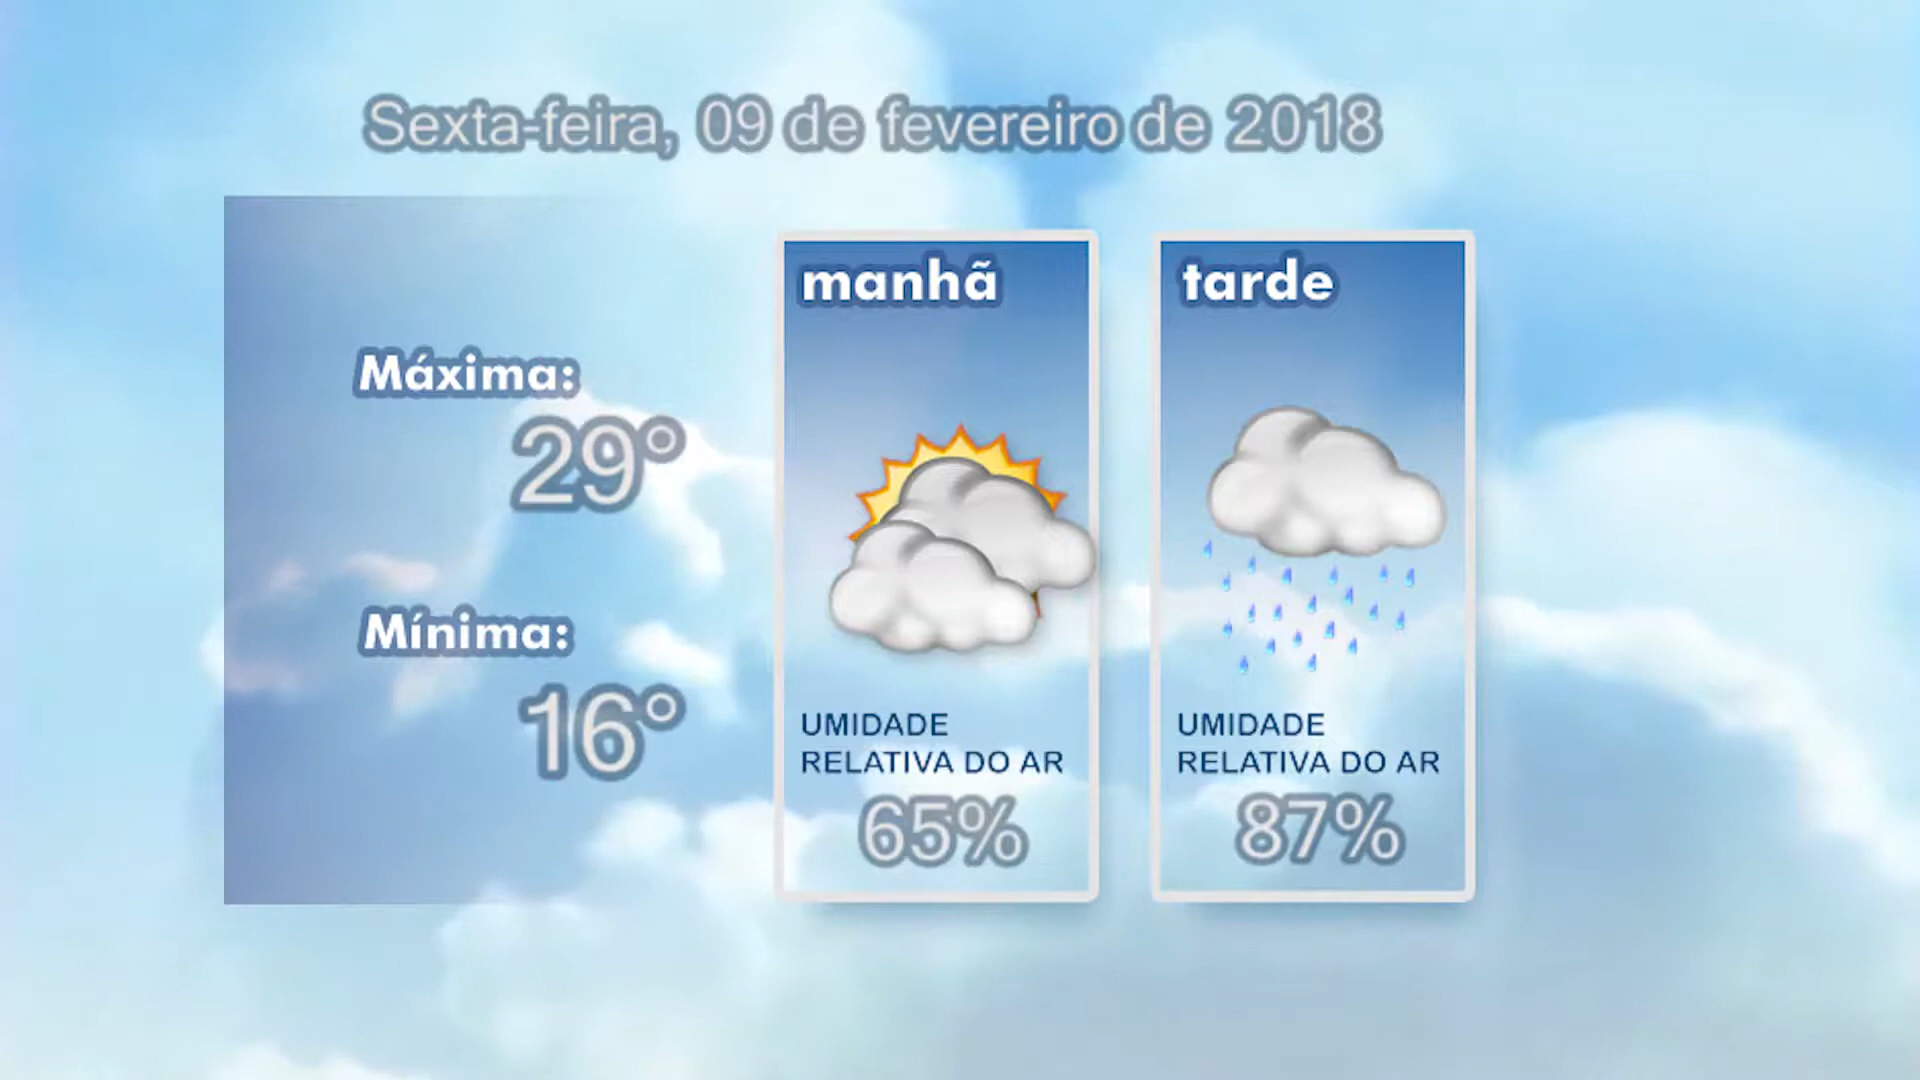 Sexta-feira, 09 de fevereiro de 2018
Máxima:
29°
Mínima:
16°
manhã
UMIDADE
RELATIVA DO AR
65%
tarde
UMIDADE
RELATIVA DO AR
87%